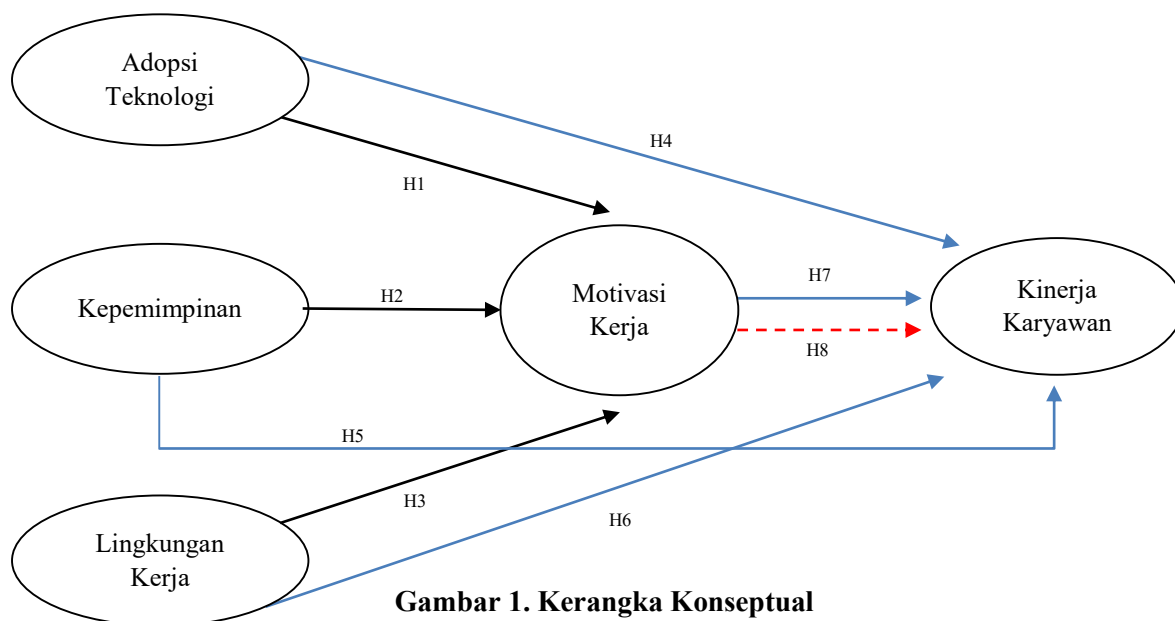 Adopsi
Teknologi
H4
H1
Kepemimpinan
H2
Motivasi
Kerja
H7
H8
Kinerja
Karyawan
H5
H3
H6
Lingkungan
Kerja
Gambar 1. Kerangka Konseptual